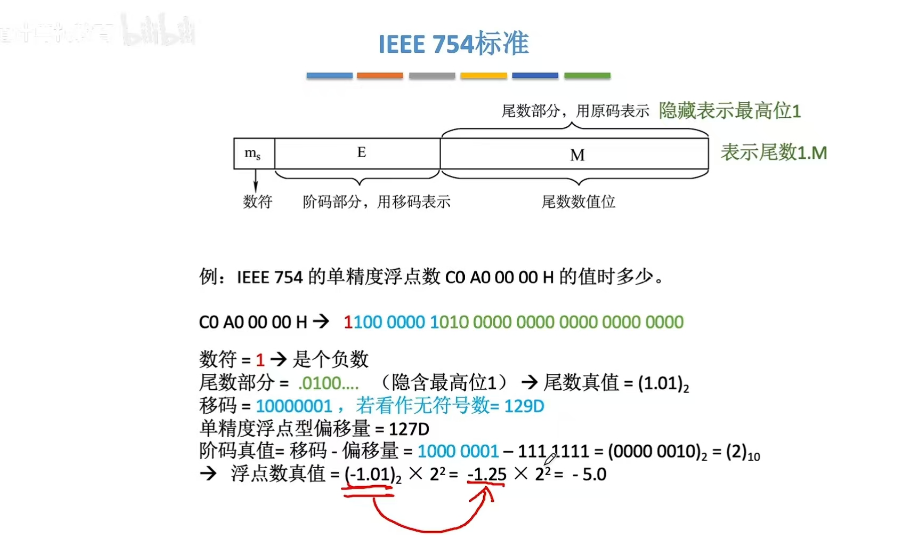 bilibili
IEEE 754标准
尾数部分，用原码表示 隐藏表示最高位1
ms E M 表示尾数1.M
数符 阶码部分，用移码表示 尾数数值位
例：IEEE 754 的单精度浮点数 C0 A0 00 00 H 的值时多少。
C0 A0 00 00 H → 1100 0000 1010 0000 0000 0000 0000 0000
数符 = 1 → 是个负数
尾数部分 = .0100.... （隐含最高位1） → 尾数真值 = (1.01)₂
移码 = 10000001 ，若看作无符号数= 129D
单精度浮点型偏移量 = 127D
阶码真值= 移码 - 偏移量 = 1000 0001 – 111 1111 = (0000 0010)₂ = (2)₁₀
→ 浮点数真值 = (-1.01)₂ × 2² = -1.25 × 2² = - 5.0